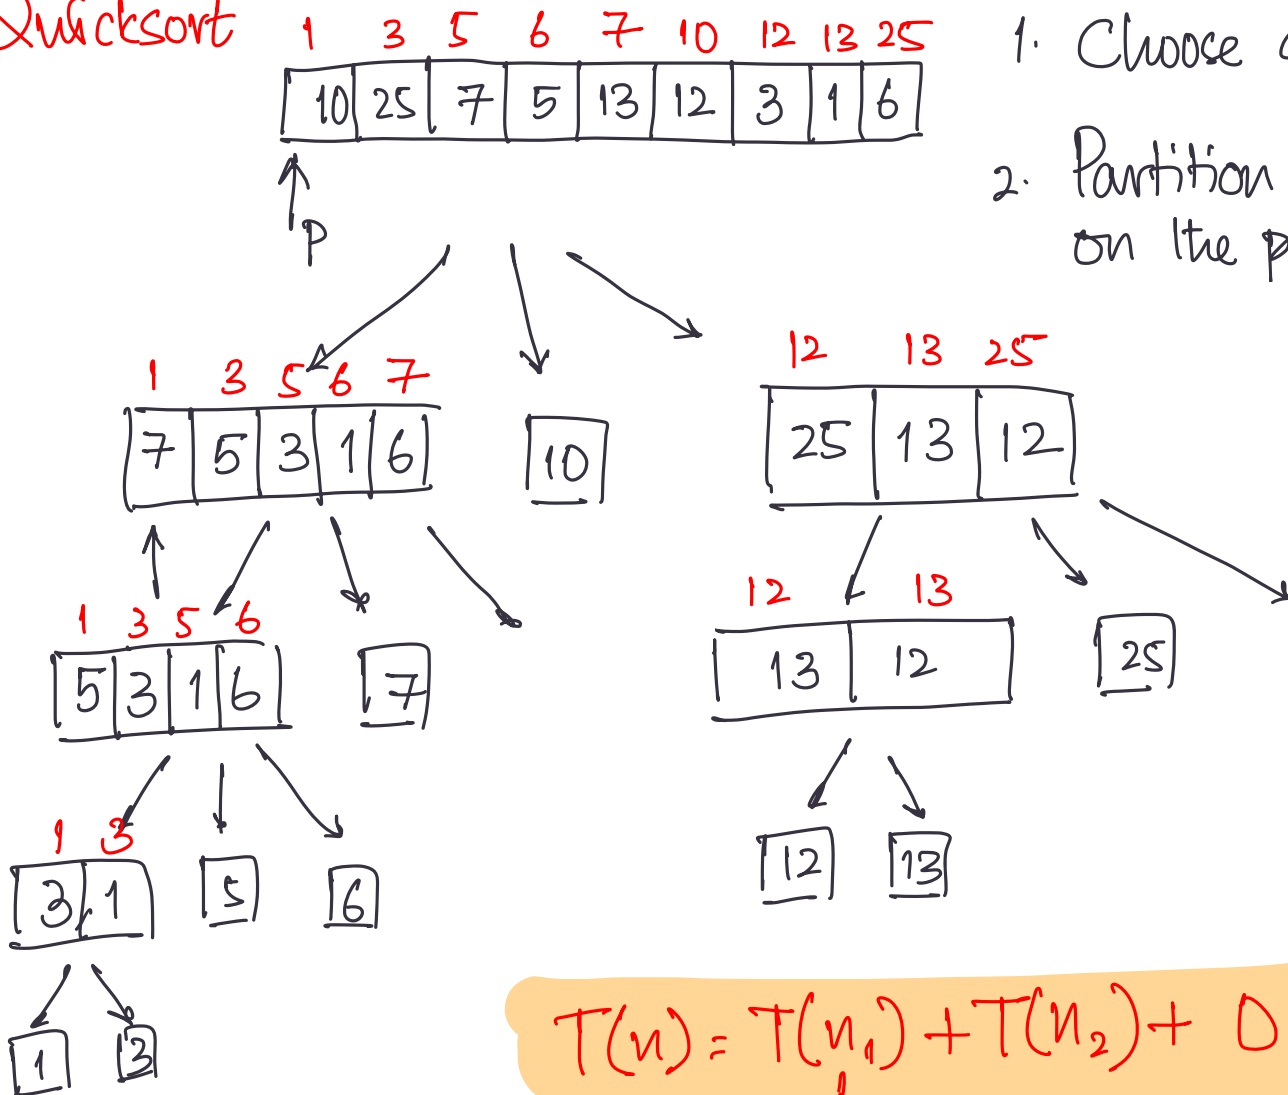 Quicksort
1 3 5 6 7 10 12 13 25
10 25 7 5 13 12 3 1 6
P
1. Choose
2. Partition
on the p
1 3 5 6 7
7 5 3 1 6
10
12 13 25
25 13 12
1 3 5 6
5 3 1 6
7
12 13
13 12
25
1 3
3 1
5
6
12
13
1
3
T(n) = T(n₁) + T(n₂) + O